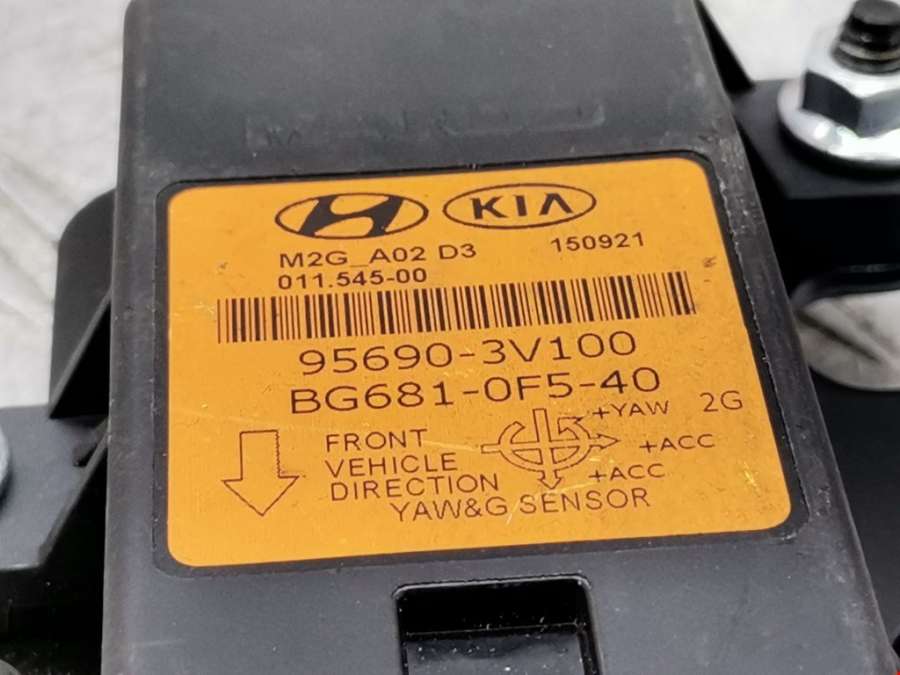 KIA
M2G_A02 D3 150921
011.545-00
95690-3V100
BG681-0F5-40
+YAW 2G
+ACC
+ACC
FRONT
VEHICLE
DIRECTION
YAW&G SENSOR